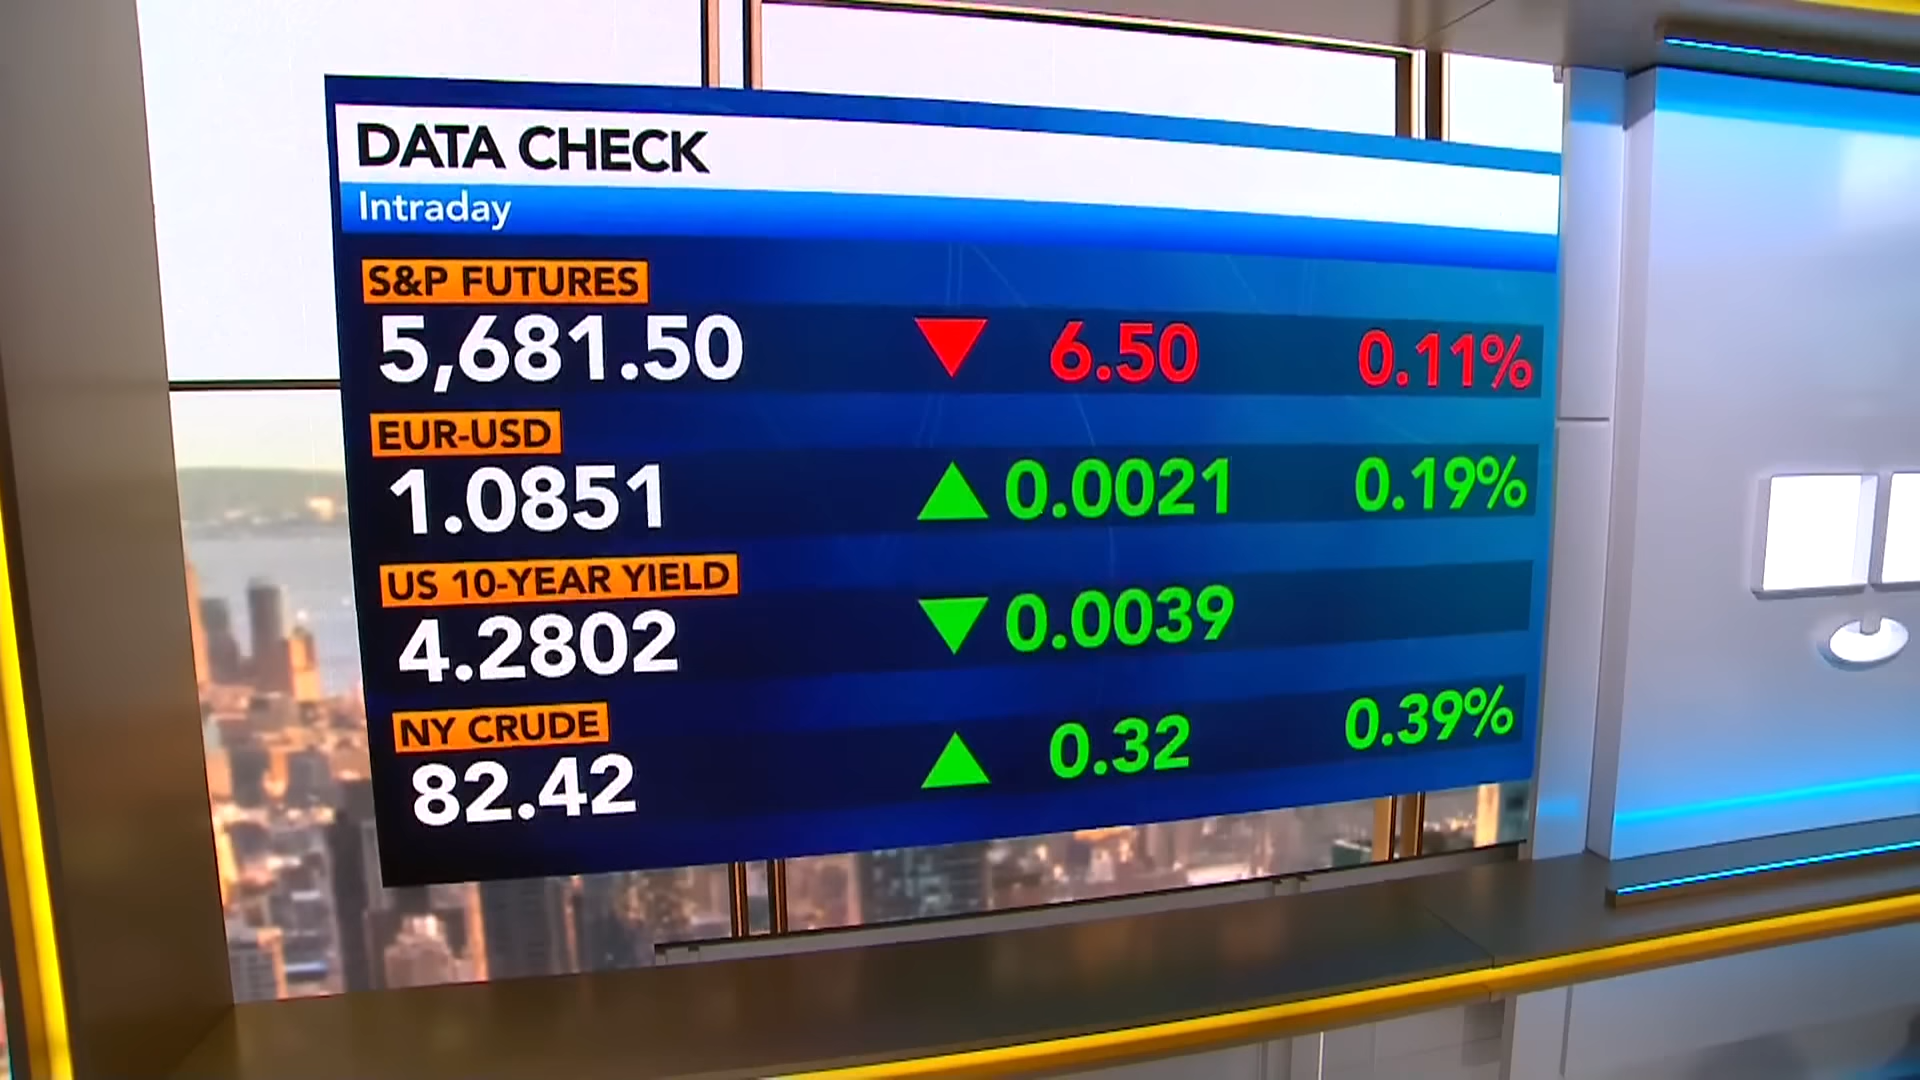 DATA CHECK
Intraday
S&P FUTURES
5,681.50 ▼ 6.50 0.11%
EUR-USD
1.0851 ▲ 0.0021 0.19%
US 10-YEAR YIELD
4.2802 ▼ 0.0039
NY CRUDE
82.42 ▲ 0.32 0.39%